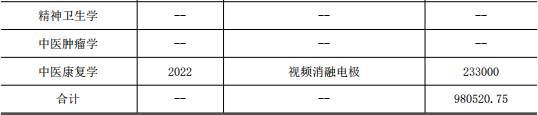 精神卫生学 -- -- --
中医肿瘤学 -- -- --
中医康复学 2022 视频消融电极 233000
合计 -- -- 980520.75